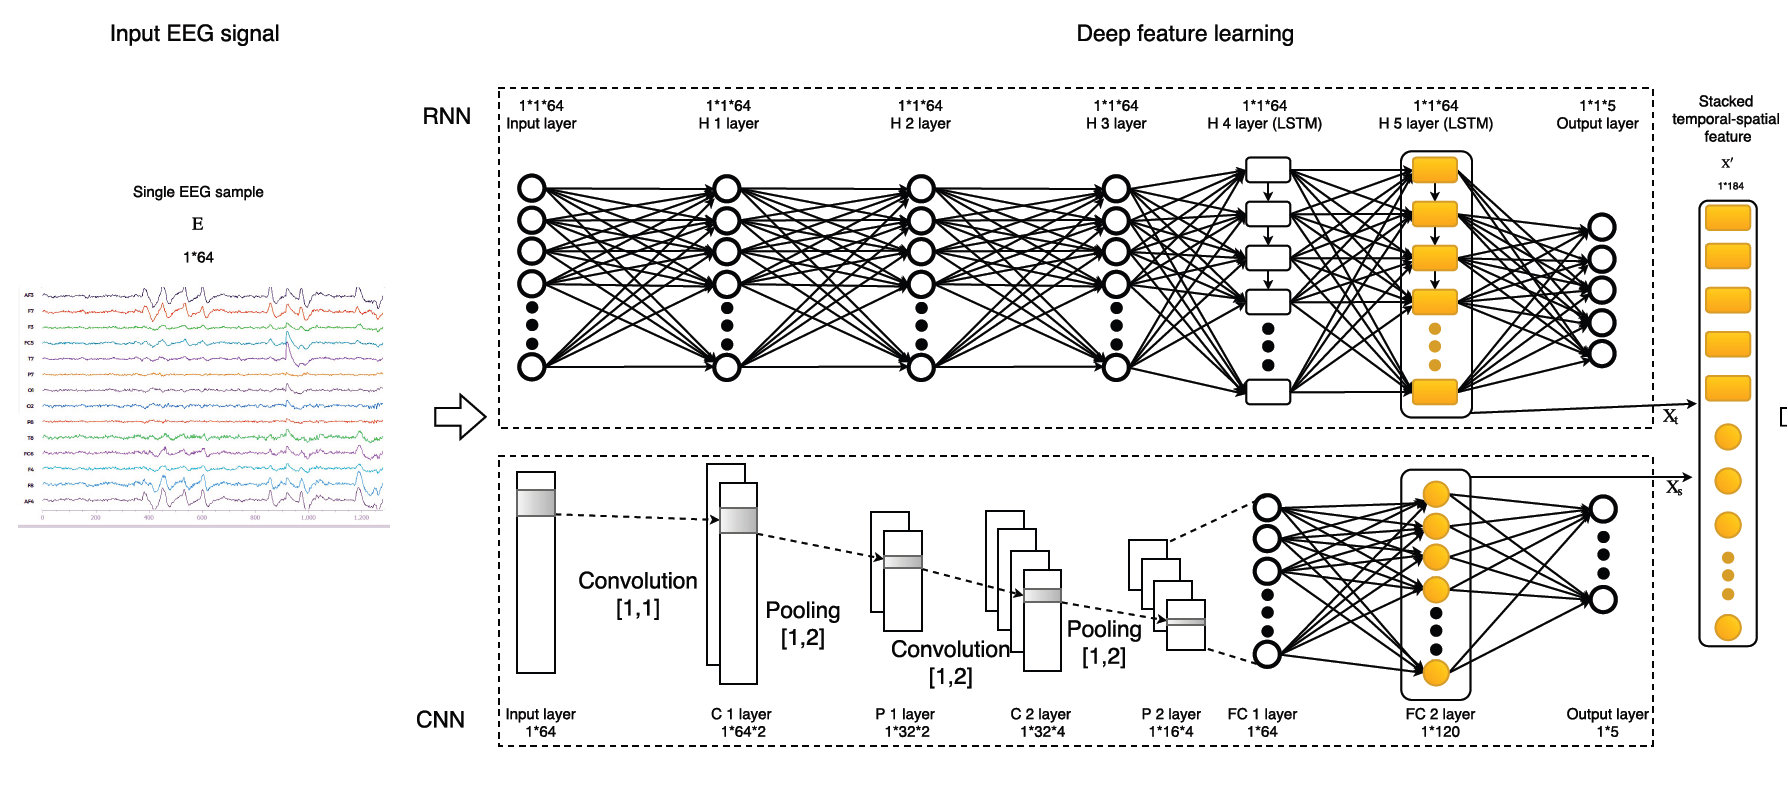 Input EEG signal
Deep feature learning
RNN
1*1*64
Input layer
1*1*64
H 1 layer
1*1*64
H 2 layer
1*1*64
H 3 layer
1*1*64
H 4 layer (LSTM)
1*1*64
H 5 layer (LSTM)
1*1*5
Output layer
Stacked
temporal-spatial
feature
X'
1*184
Single EEG sample
E
1*64
AF3
F7
F3
FC5
T7
P7
O1
O2
P8
T8
FC6
F4
F8
AF4
0
200
400
600
800
1,000
1,200
Xt
Xs
Convolution
[1,1]
Pooling
[1,2]
Convolution
[1,2]
Pooling
[1,2]
CNN
Input layer
1*64
C 1 layer
1*64*2
P 1 layer
1*32*2
C 2 layer
1*32*4
P 2 layer
1*16*4
FC 1 layer
1*64
FC 2 layer
1*120
Output layer
1*5